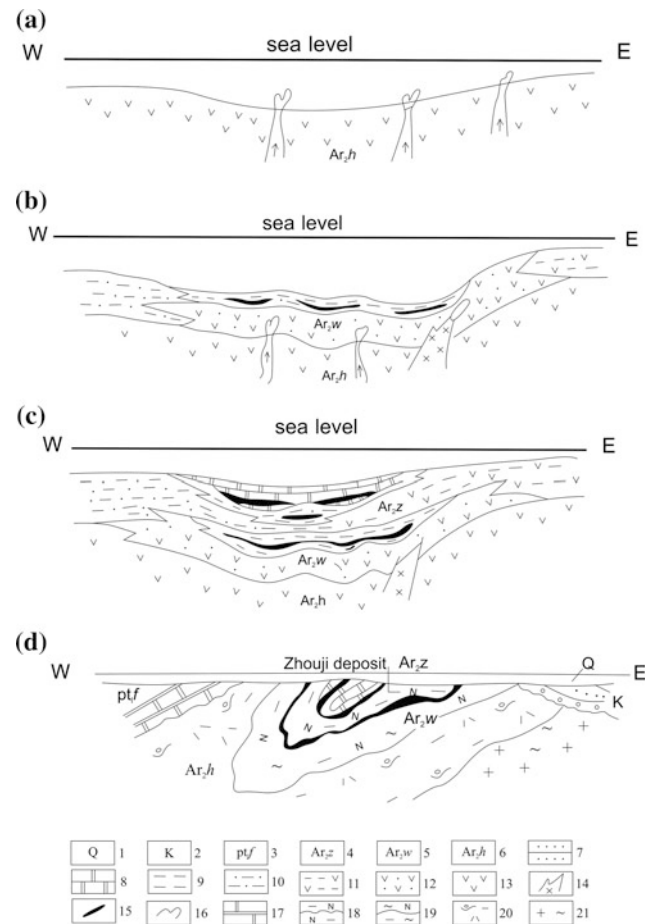 (a)
sea level
W E
Ar₂h
(b)
sea level
W E
Ar₂w
Ar₂h
(c)
sea level
W E
Ar₂z
Ar₂w
Ar₂h
(d)
W E
Zhouji deposit Ar₂z Q
pt₁f N N N K
N N Ar₂w
N N
Ar₂h
Q 1 K 2 pt₁f 3 Ar₂z 4 Ar₂w 5 Ar₂h 6 7
8 9 10 11 12 13 14
15 16 17 N N 18 N N 19 20 21